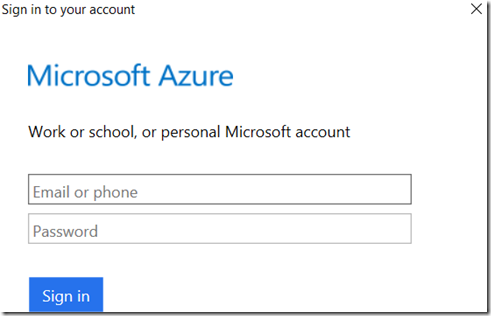 Sign in to your account
Microsoft Azure
Work or school, or personal Microsoft account
Email or phone
Password
Sign in